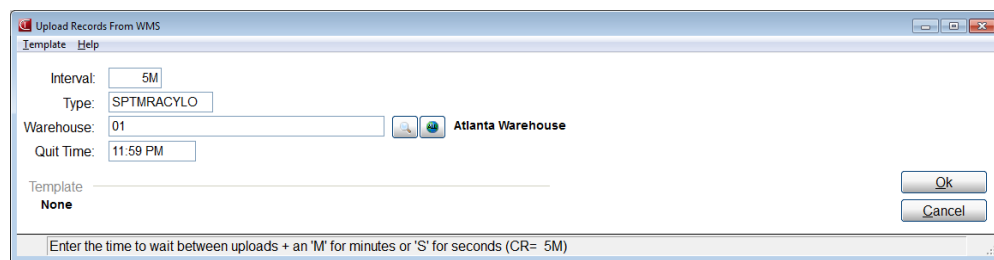 Upload Records From WMS
Template Help
Interval: 5M
Type: SPTMRACYLO
Warehouse: 01 Atlanta Warehouse
Quit Time: 11:59 PM
Template
None
Ok
Cancel
Enter the time to wait between uploads + an 'M' for minutes or 'S' for seconds (CR= 5M)